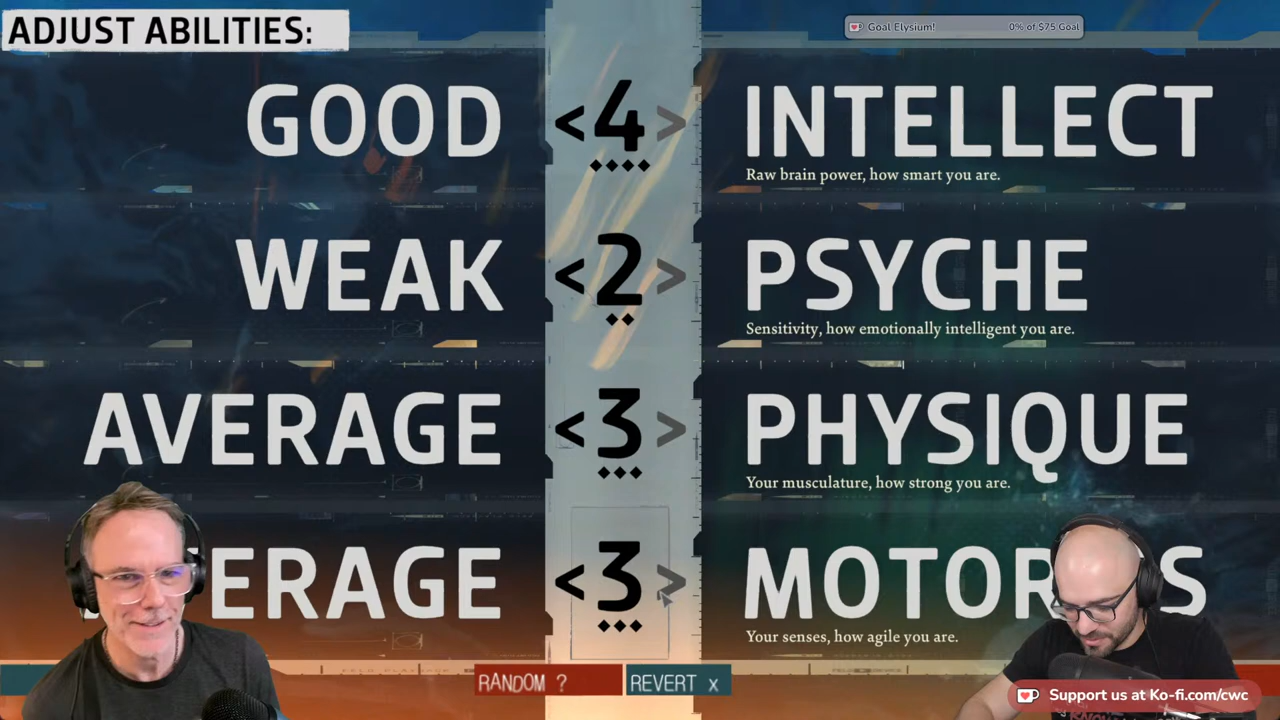 ADJUST ABILITIES:
Goal Elysium! 0% of $75 Goal
GOOD <4> INTELLECT
Raw brain power, how smart you are.
WEAK <2> PSYCHE
Sensitivity, how emotionally intelligent you are.
AVERAGE <3> PHYSIQUE
Your musculature, how strong you are.
ERAGE <3> MOTOR S
Your senses, how agile you are.
RANDOM ? REVERT x
Support us at Ko-fi.com/cwc